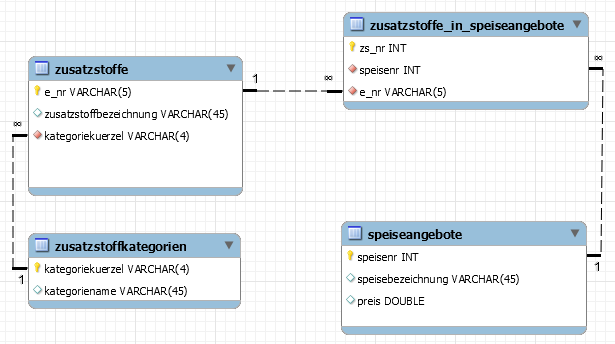 zusatzstoffe
e_nr VARCHAR(5)
zusatzstoffbezeichnung VARCHAR(45)
kategoriekuerzel VARCHAR(4)
1
∞
zusatzstoffe_in_speiseangebote
zs_nr INT
speisenr INT
e_nr VARCHAR(5)
∞
∞
1
zusatzstoffkategorien
kategoriekuerzel VARCHAR(4)
kategoriename VARCHAR(45)
speiseangebote
speisenr INT
speisebezeichnung VARCHAR(45)
preis DOUBLE
1